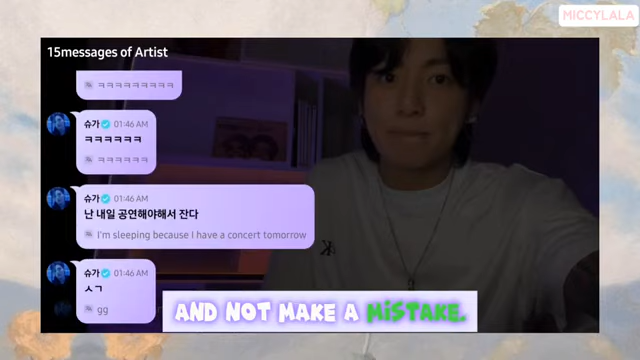 MICCYLALA
15messages of Artist
ㅋㅋㅋㅋㅋㅋㅋㅋㅋ
슈가 01:46 AM
ㅋㅋㅋㅋㅋㅋ
ㅋㅋㅋㅋㅋㅋ
슈가 01:46 AM
난 내일 공연해야해서 잔다
I'm sleeping because I have a concert tomorrow
슈가 01:46 AM
ㅅㄱ
gg
AND NOT MAKE A MISTAKE.